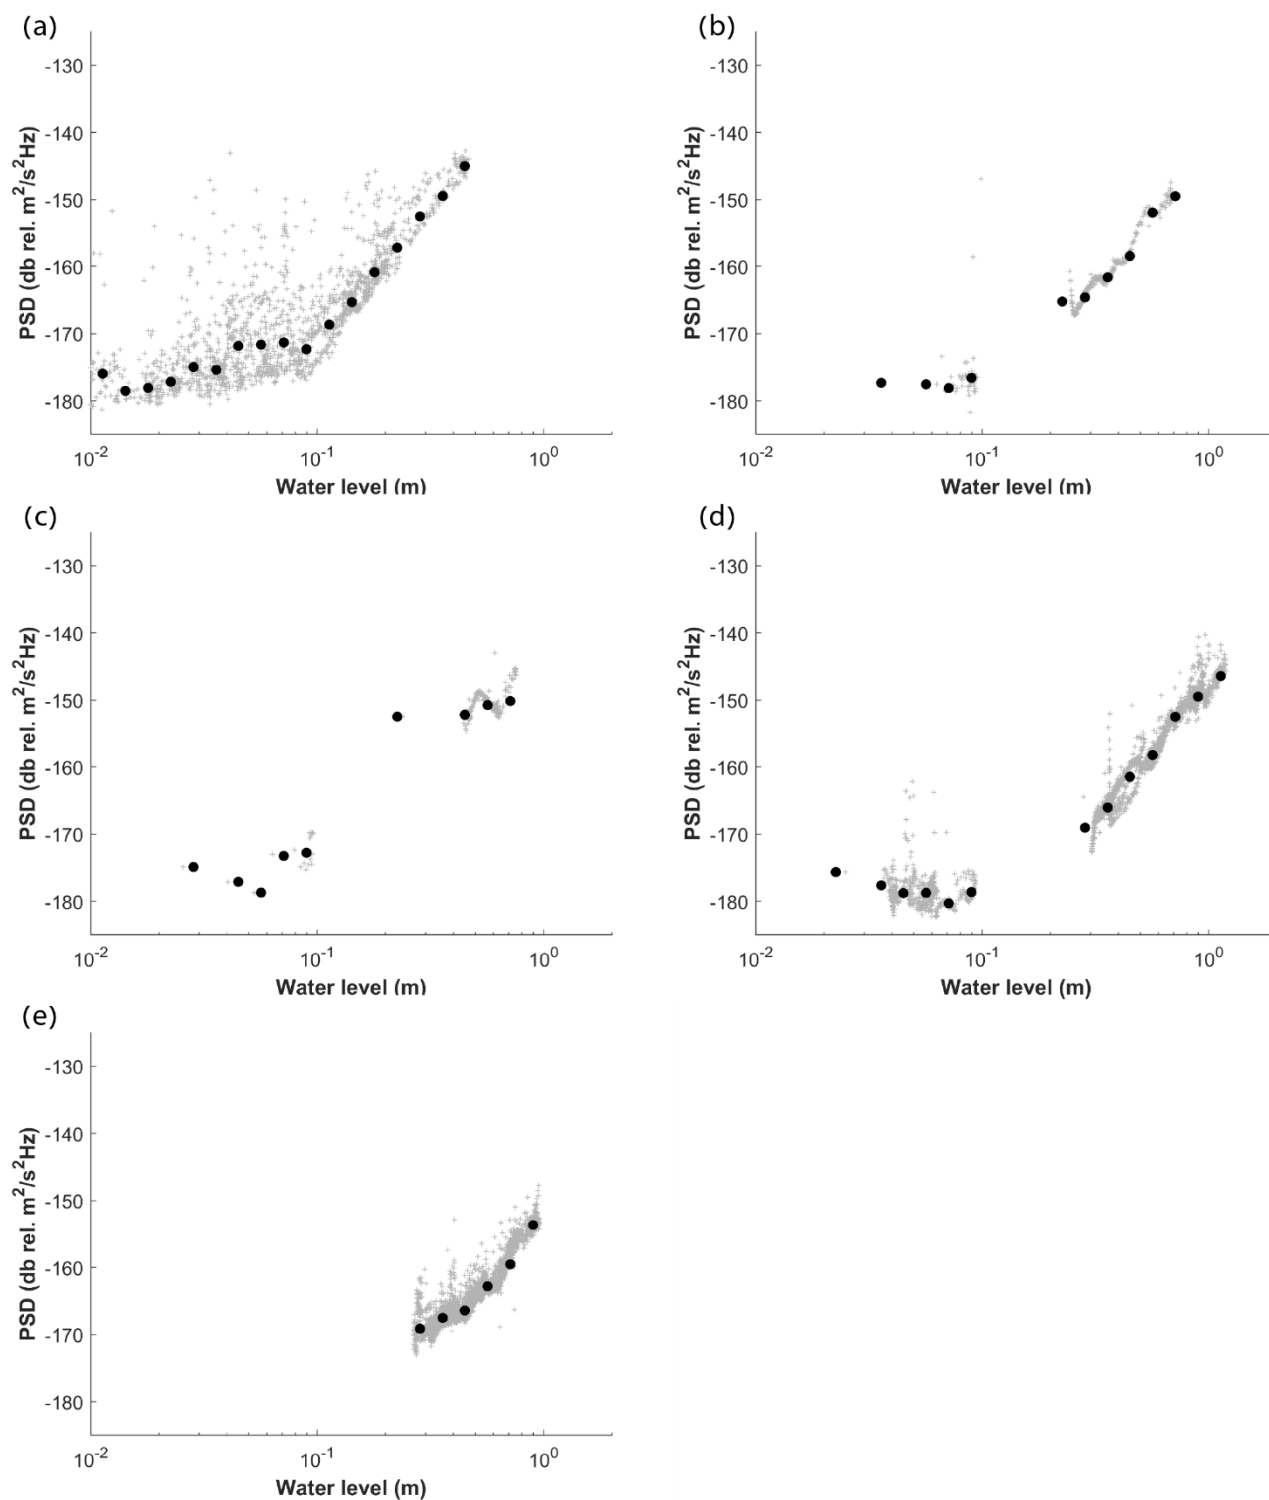 (a)
-130
-140
-150
-160
-170
-180
PSD (db rel. m²/s²Hz)
10⁻² 10⁻¹ 10⁰
Water level (m)
(b)
-130
-140
-150
-160
-170
-180
PSD (db rel. m²/s²Hz)
10⁻² 10⁻¹ 10⁰
Water level (m)
(c)
-130
-140
-150
-160
-170
-180
PSD (db rel. m²/s²Hz)
10⁻² 10⁻¹ 10⁰
Water level (m)
(d)
-130
-140
-150
-160
-170
-180
PSD (db rel. m²/s²Hz)
10⁻² 10⁻¹ 10⁰
Water level (m)
(e)
-130
-140
-150
-160
-170
-180
PSD (db rel. m²/s²Hz)
10⁻² 10⁻¹ 10⁰
Water level (m)